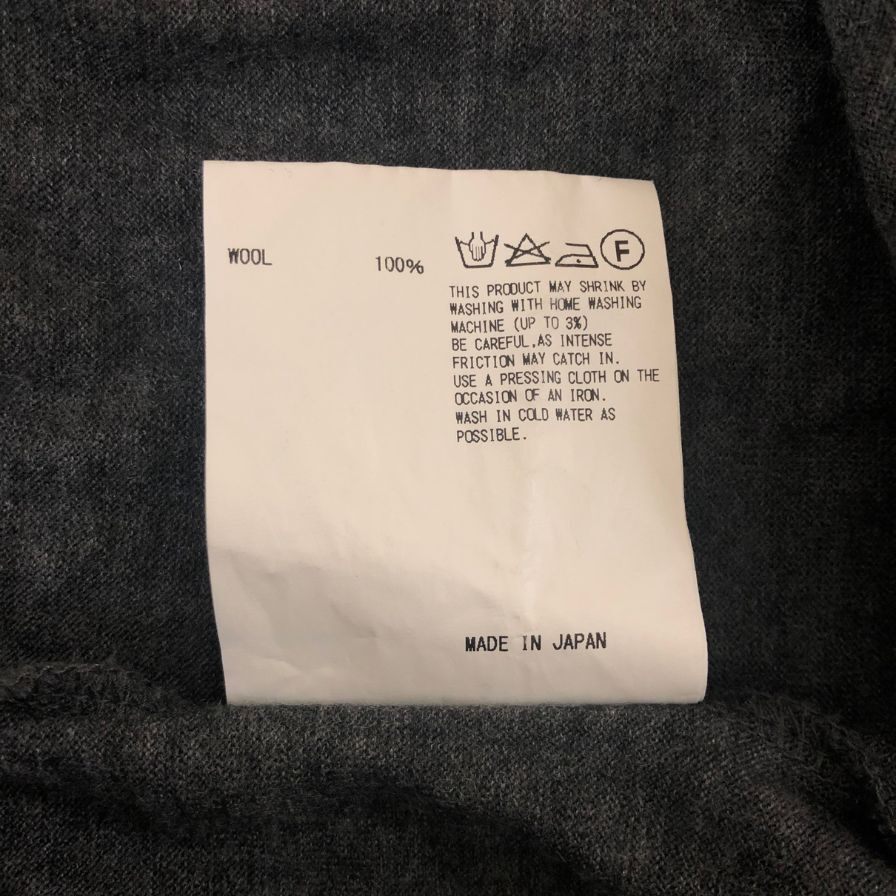 WOOL 100%
F
THIS PRODUCT MAY SHRINK BY
WASHING WITH HOME WASHING
MACHINE (UP TO 3%)
BE CAREFUL,AS INTENSE
FRICTION MAY CATCH IN.
USE A PRESSING CLOTH ON THE
OCCASION OF AN IRON.
WASH IN COLD WATER AS
POSSIBLE.
MADE IN JAPAN